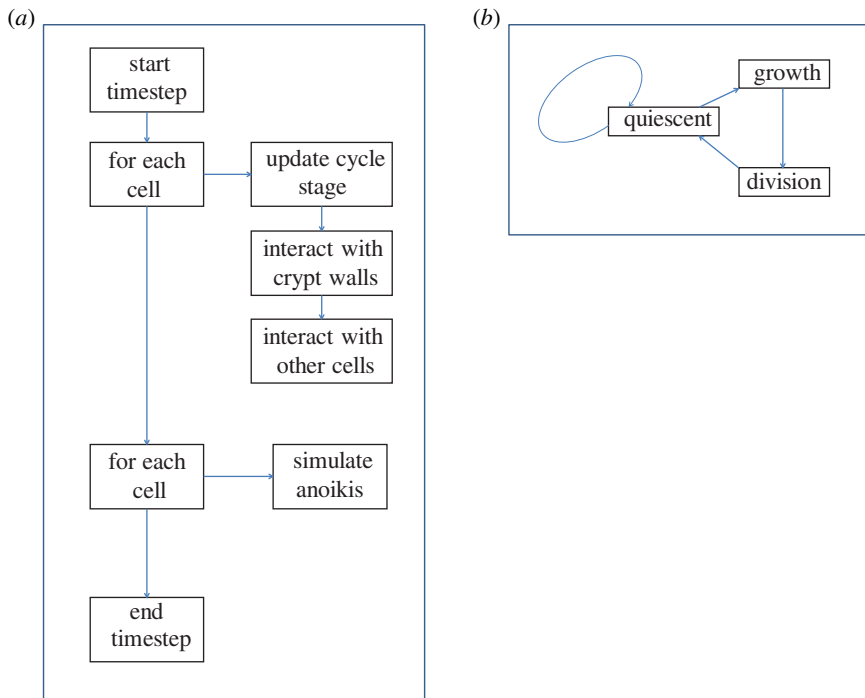 (a)
start
timestep
for each
cell
update cycle
stage
interact with
crypt walls
interact with
other cells
for each
cell
simulate
anoikis
end
timestep
(b)
growth
quiescent
division